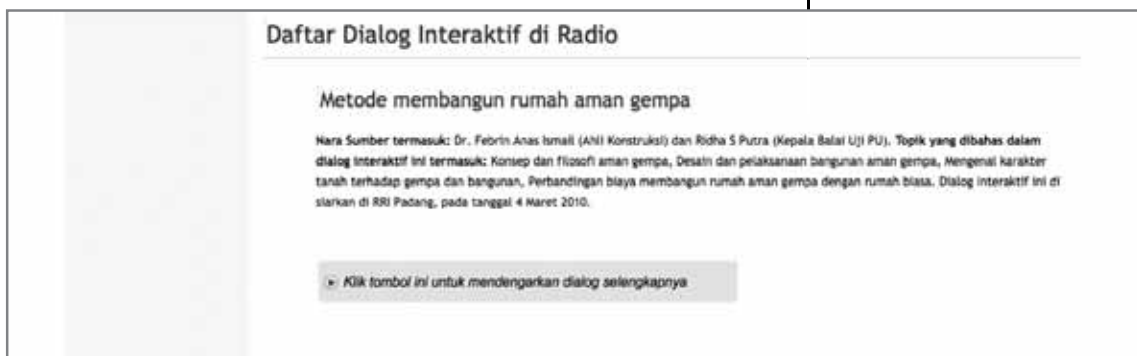 Daftar Dialog Interaktif di Radio
Metode membangun rumah aman gempa
Nara Sumber termasuk: Dr. Febrin Anas Ismail (Ahli Konstruksi) dan Ridha S Putra (Kepala Balai Uji PU). Topik yang dibahas dalam
dialog interaktif ini termasuk: Konsep dan filosofi aman gempa, Desain dan pelaksanaan bangunan aman gempa, Mengenal karakter
tanah terhadap gempa dan bangunan, Perbandingan biaya membangun rumah aman gempa dengan rumah biasa. Dialog interaktif ini di
siarkan di RRI Padang, pada tanggal 4 Maret 2010.
Klik tombol ini untuk mendengarkan dialog selengkapnya